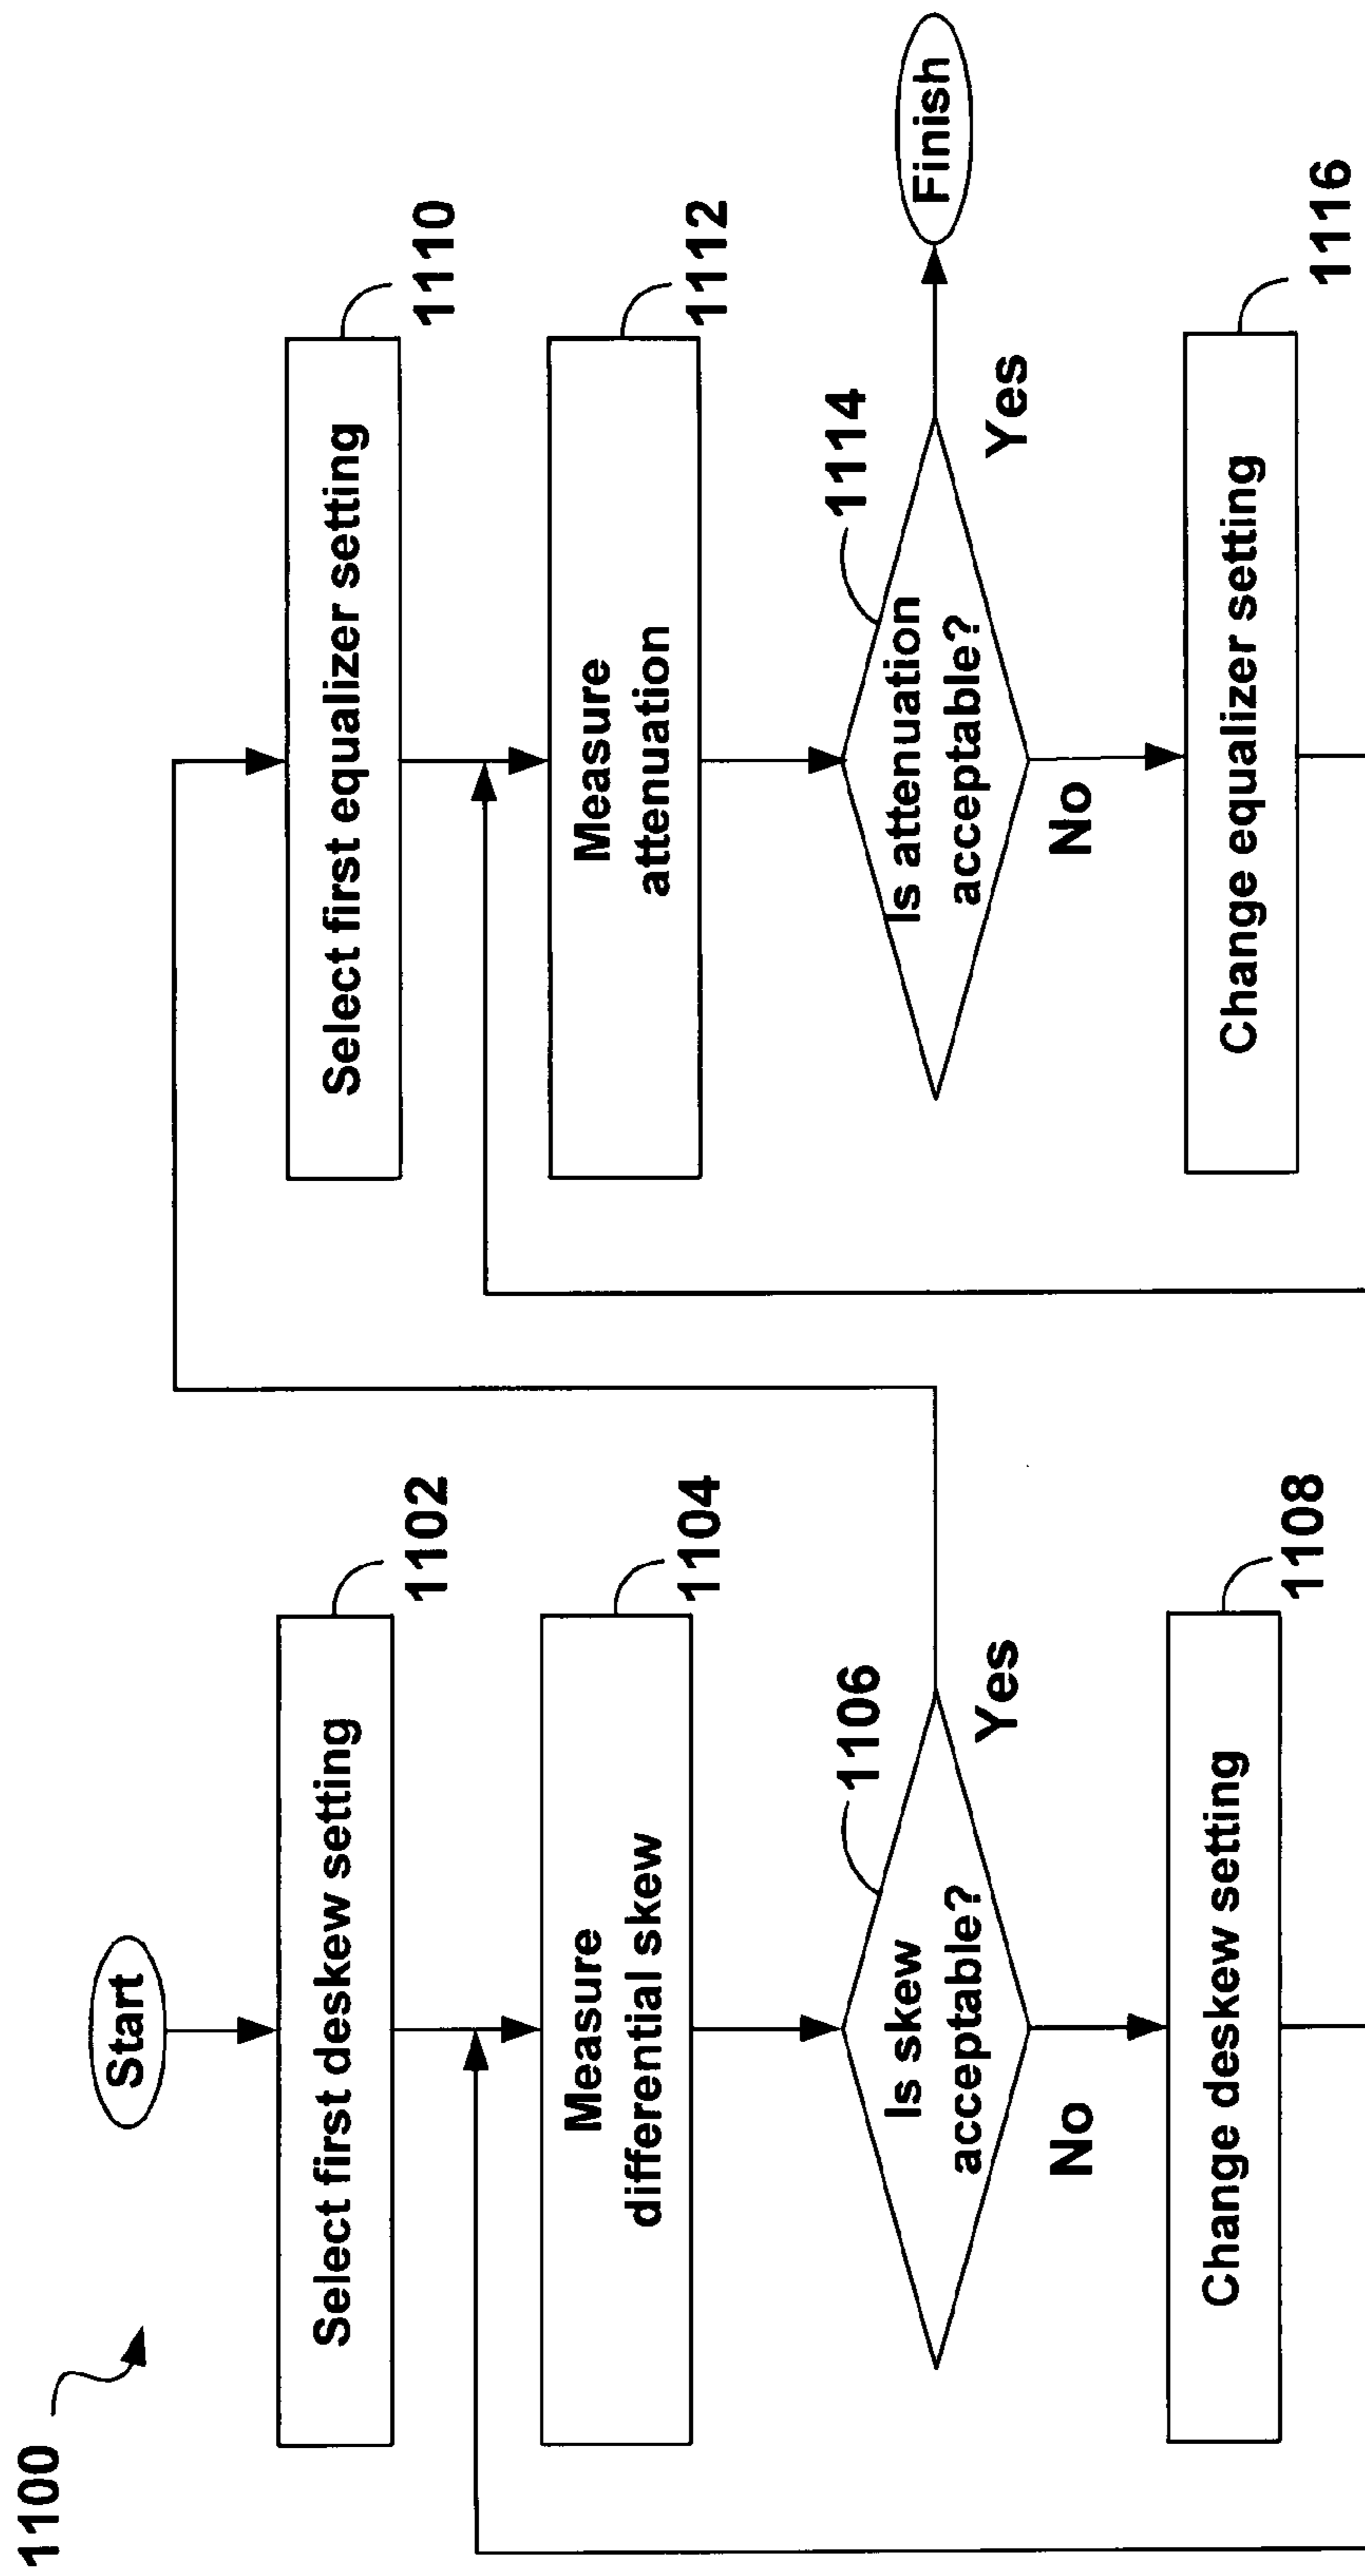 1100
Start
Select first deskew setting
1102
Measure
differential skew
1104
Is skew
acceptable?
1106
Yes
No
Change deskew setting
1108
Select first equalizer setting
1110
Measure
attenuation
1112
Is attenuation
acceptable?
1114
Yes
Finish
No
Change equalizer setting
1116